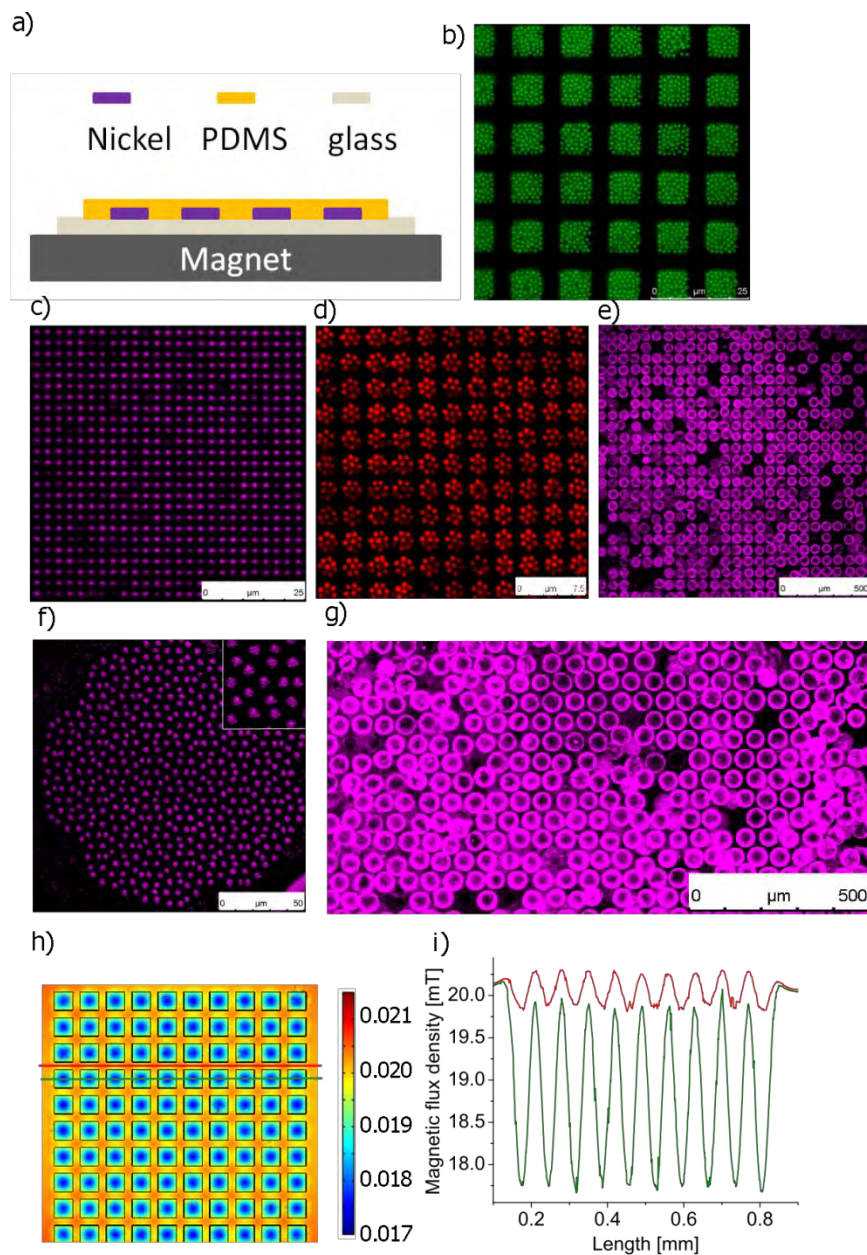 a)
b)
Nickel PDMS glass
Magnet
0 µm 25
c)
d)
e)
0 µm 25
0 µm 7.5
0 µm 500
f)
g)
0 µm 50
0 µm 500
h)
i)
0.021
0.020
0.019
0.018
0.017
Magnetic flux density [mT]
20.0
19.5
19.0
18.5
18.0
0.2 0.4 0.6 0.8
Length [mm]